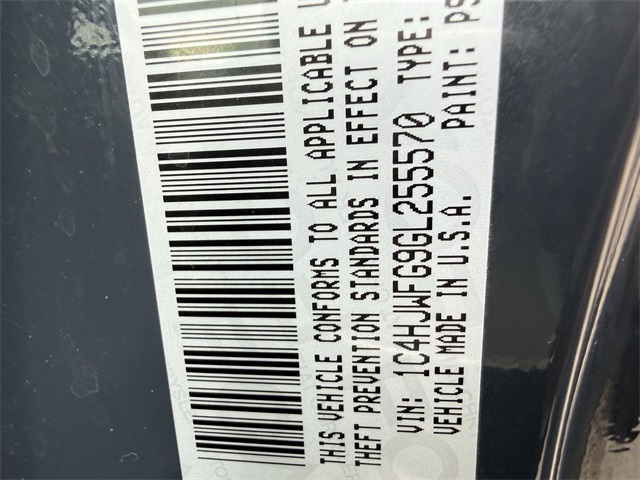 THIS VEHICLE CONFORMS TO ALL APPLICABLE
THEFT PREVENTION STANDARDS IN EFFECT ON
VIN: 1C4HJWFG9GL255570 TYPE:
VEHICLE MADE IN U.S.A. PAINT: